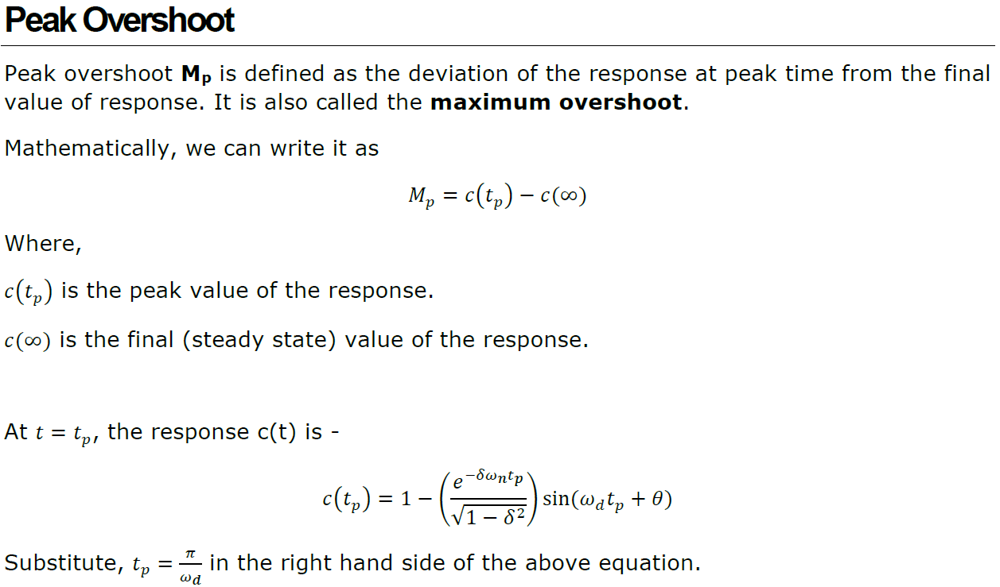 Peak Overshoot
Peak overshoot Mₚ is defined as the deviation of the response at peak time from the final
value of response. It is also called the maximum overshoot.
Mathematically, we can write it as
$M_p = c(t_p) - c(\infty)$
Where,
$c(t_p)$ is the peak value of the response.
$c(\infty)$ is the final (steady state) value of the response.
At $t = t_p$, the response c(t) is -
$c(t_p) = 1 - \left(\frac{e^{-\delta\omega_n t_p}}{\sqrt{1-\delta^2}}\right)\sin(\omega_d t_p + \theta)$
Substitute, $t_p = \frac{\pi}{\omega_d}$ in the right hand side of the above equation.